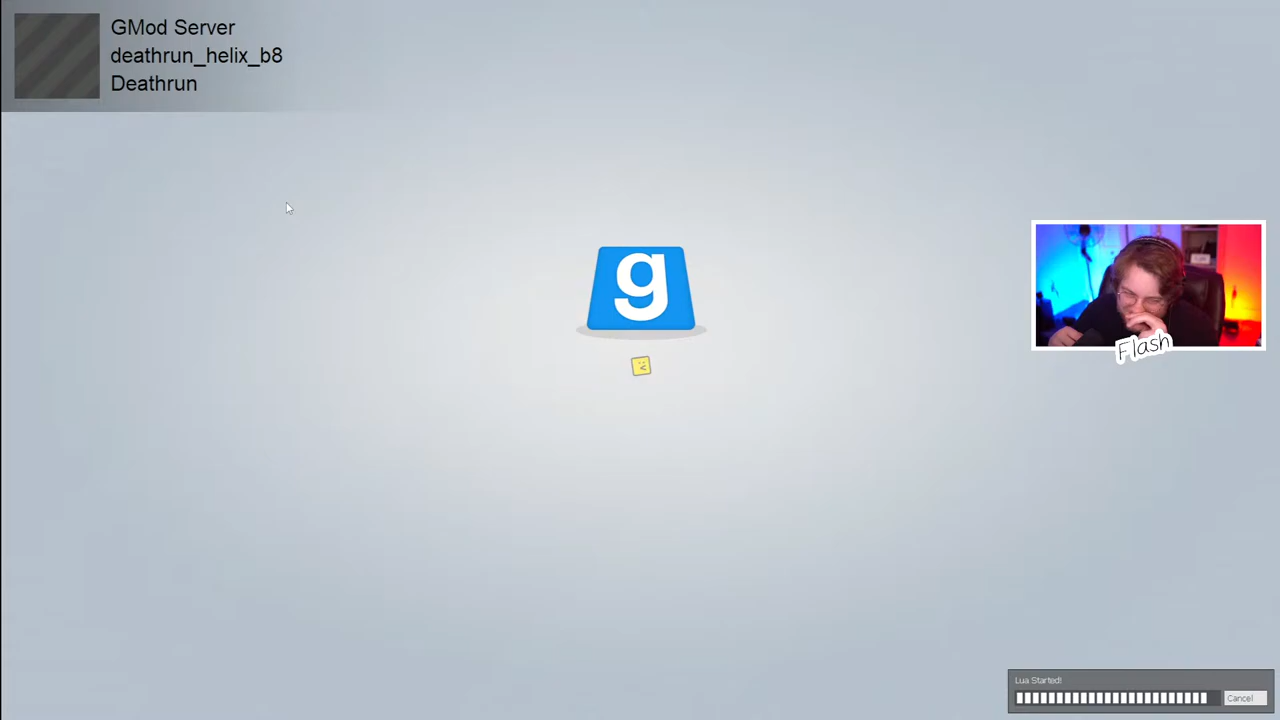 GMod Server
deathrun_helix_b8
Deathrun
g
Flash
Lua Started!
Cancel